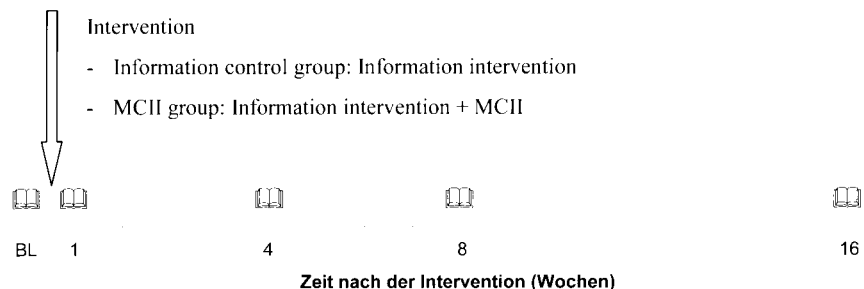 Intervention
- Information control group: Information intervention
- MCII group: Information intervention + MCII
BL 1 4 8 16
Zeit nach der Intervention (Wochen)